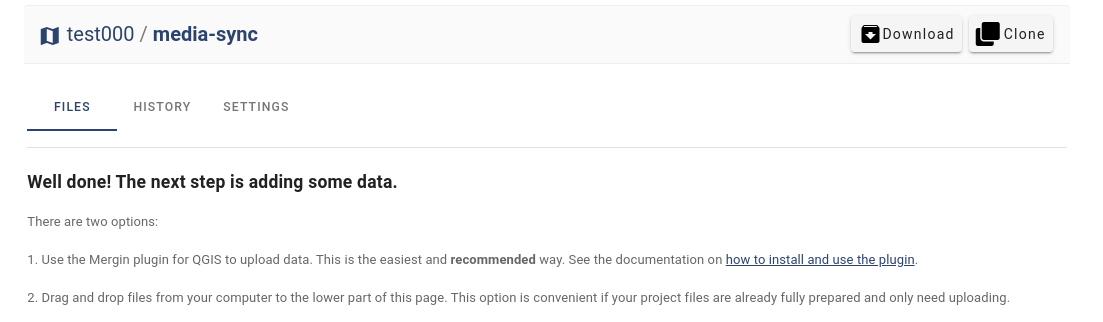 test000 / media-sync
Download
Clone
FILES
HISTORY
SETTINGS
Well done! The next step is adding some data.
There are two options:
1. Use the Mergin plugin for QGIS to upload data. This is the easiest and recommended way. See the documentation on how to install and use the plugin.
2. Drag and drop files from your computer to the lower part of this page. This option is convenient if your project files are already fully prepared and only need uploading.